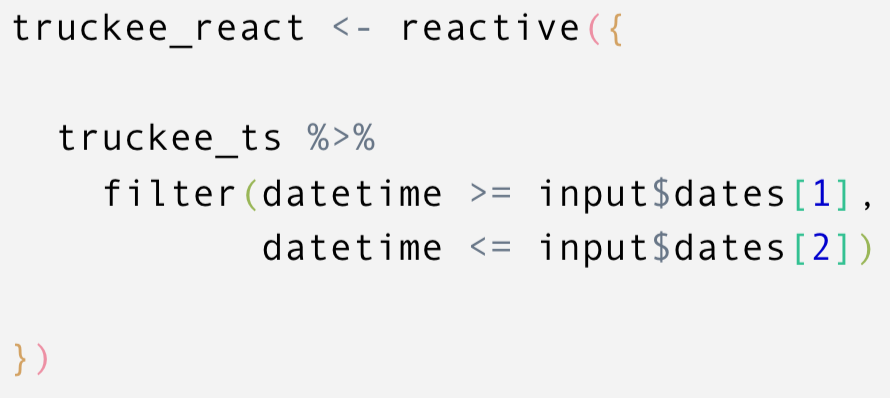 truckee_react <- reactive({
truckee_ts %>%
filter(datetime >= input$dates[1],
datetime <= input$dates[2])
})